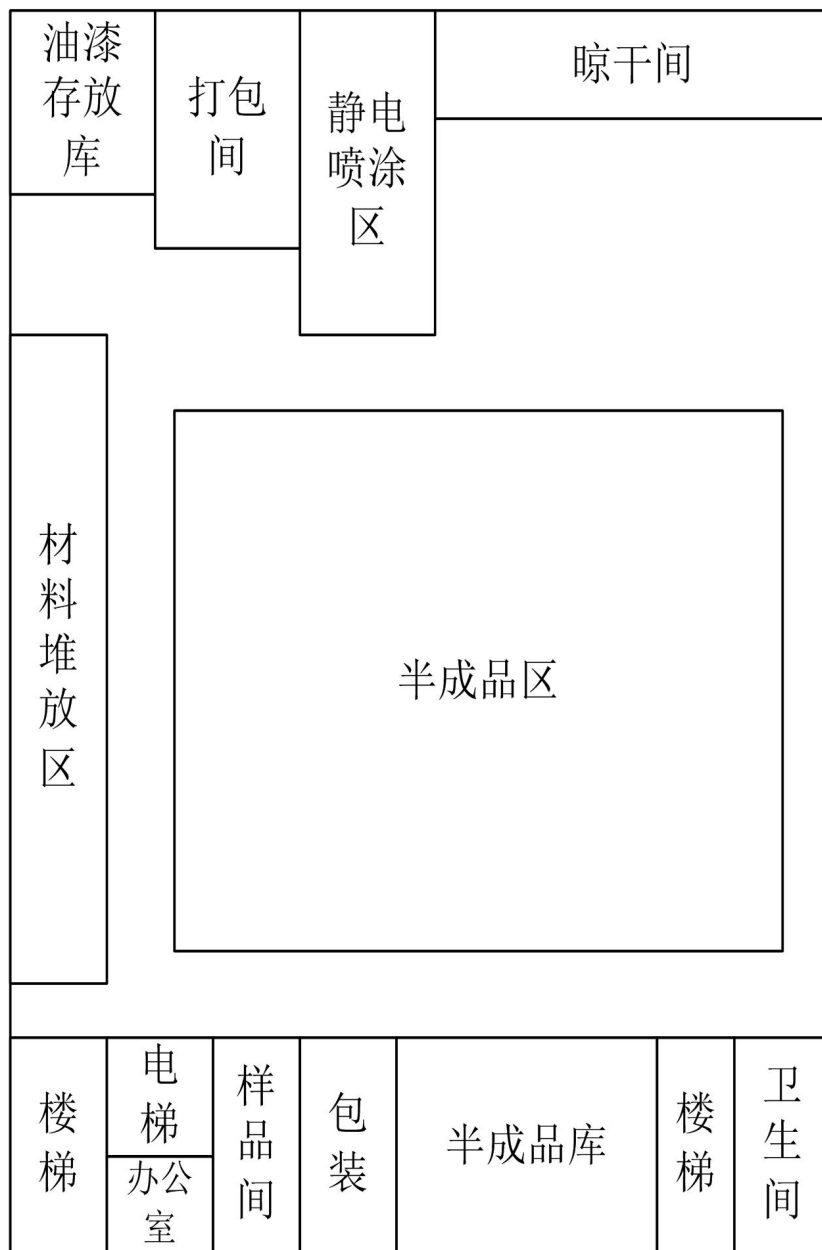 油漆
存放
库
打包
间
静电
喷涂
区
晾干间
材
料
堆
放
区
半成品区
楼
梯
电
梯
办公
室
样
品
间
包
装
半成品库
楼
梯
卫
生
间